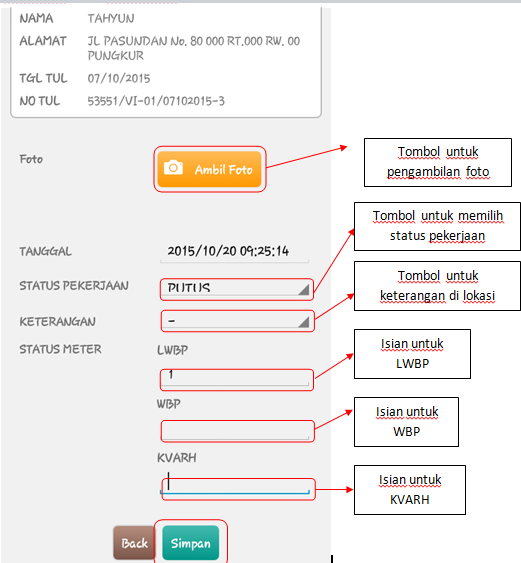 NAMA TAHYUN
ALAMAT JL PASUNDAN No. 80 000 RT.000 RW. 00
PUNGKUR
TGL TUL 07/10/2015
NO TUL 53551/VI-01/07102015-3
Foto
Ambil Foto
Tombol untuk
pengambilan foto
TANGGAL 2015/10/20 09:25:14
STATUS PEKERJAAN PUTUS
Tombol untuk memilih
status pekerjaan
KETERANGAN -
Tombol untuk
keterangan di lokasi
STATUS METER LWBP
1
Isian untuk
LWBP
WBP
Isian untuk
WBP
KVARH
Isian untuk
KVARH
Back Simpan